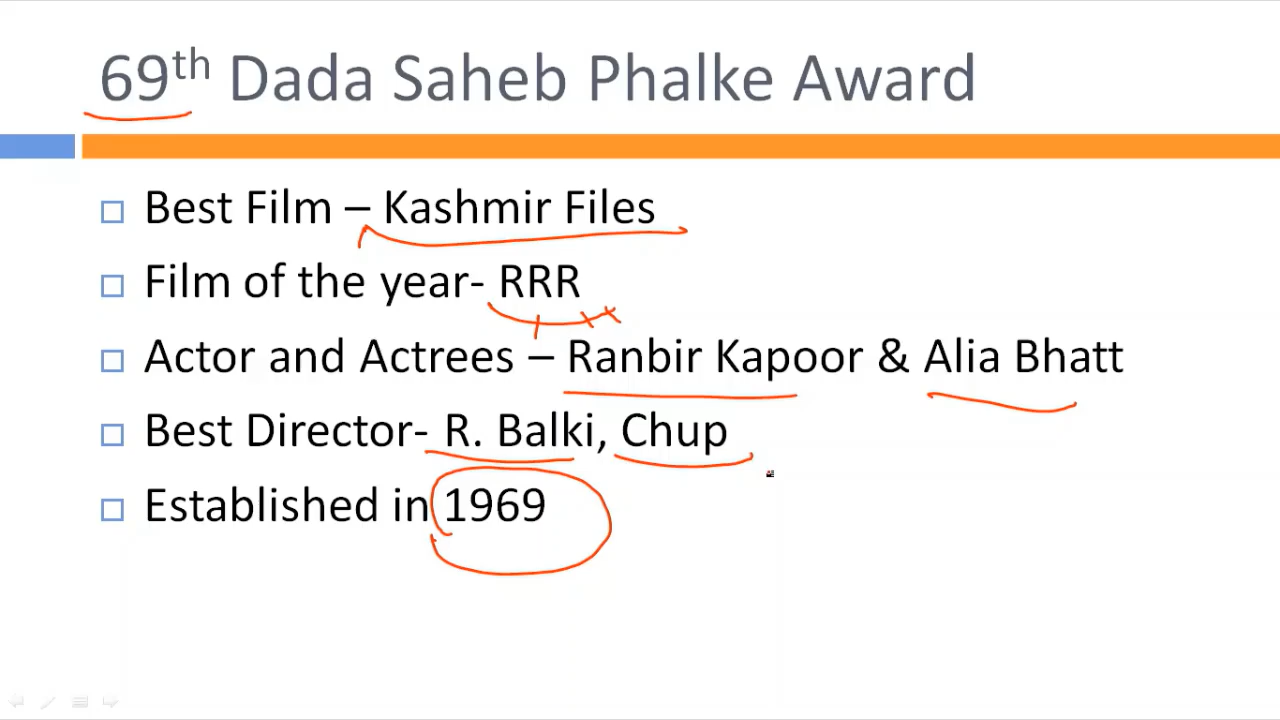 69th Dada Saheb Phalke Award
Best Film – Kashmir Files
Film of the year- RRR
Actor and Actrees – Ranbir Kapoor & Alia Bhatt
Best Director- R. Balki, Chup
Established in 1969